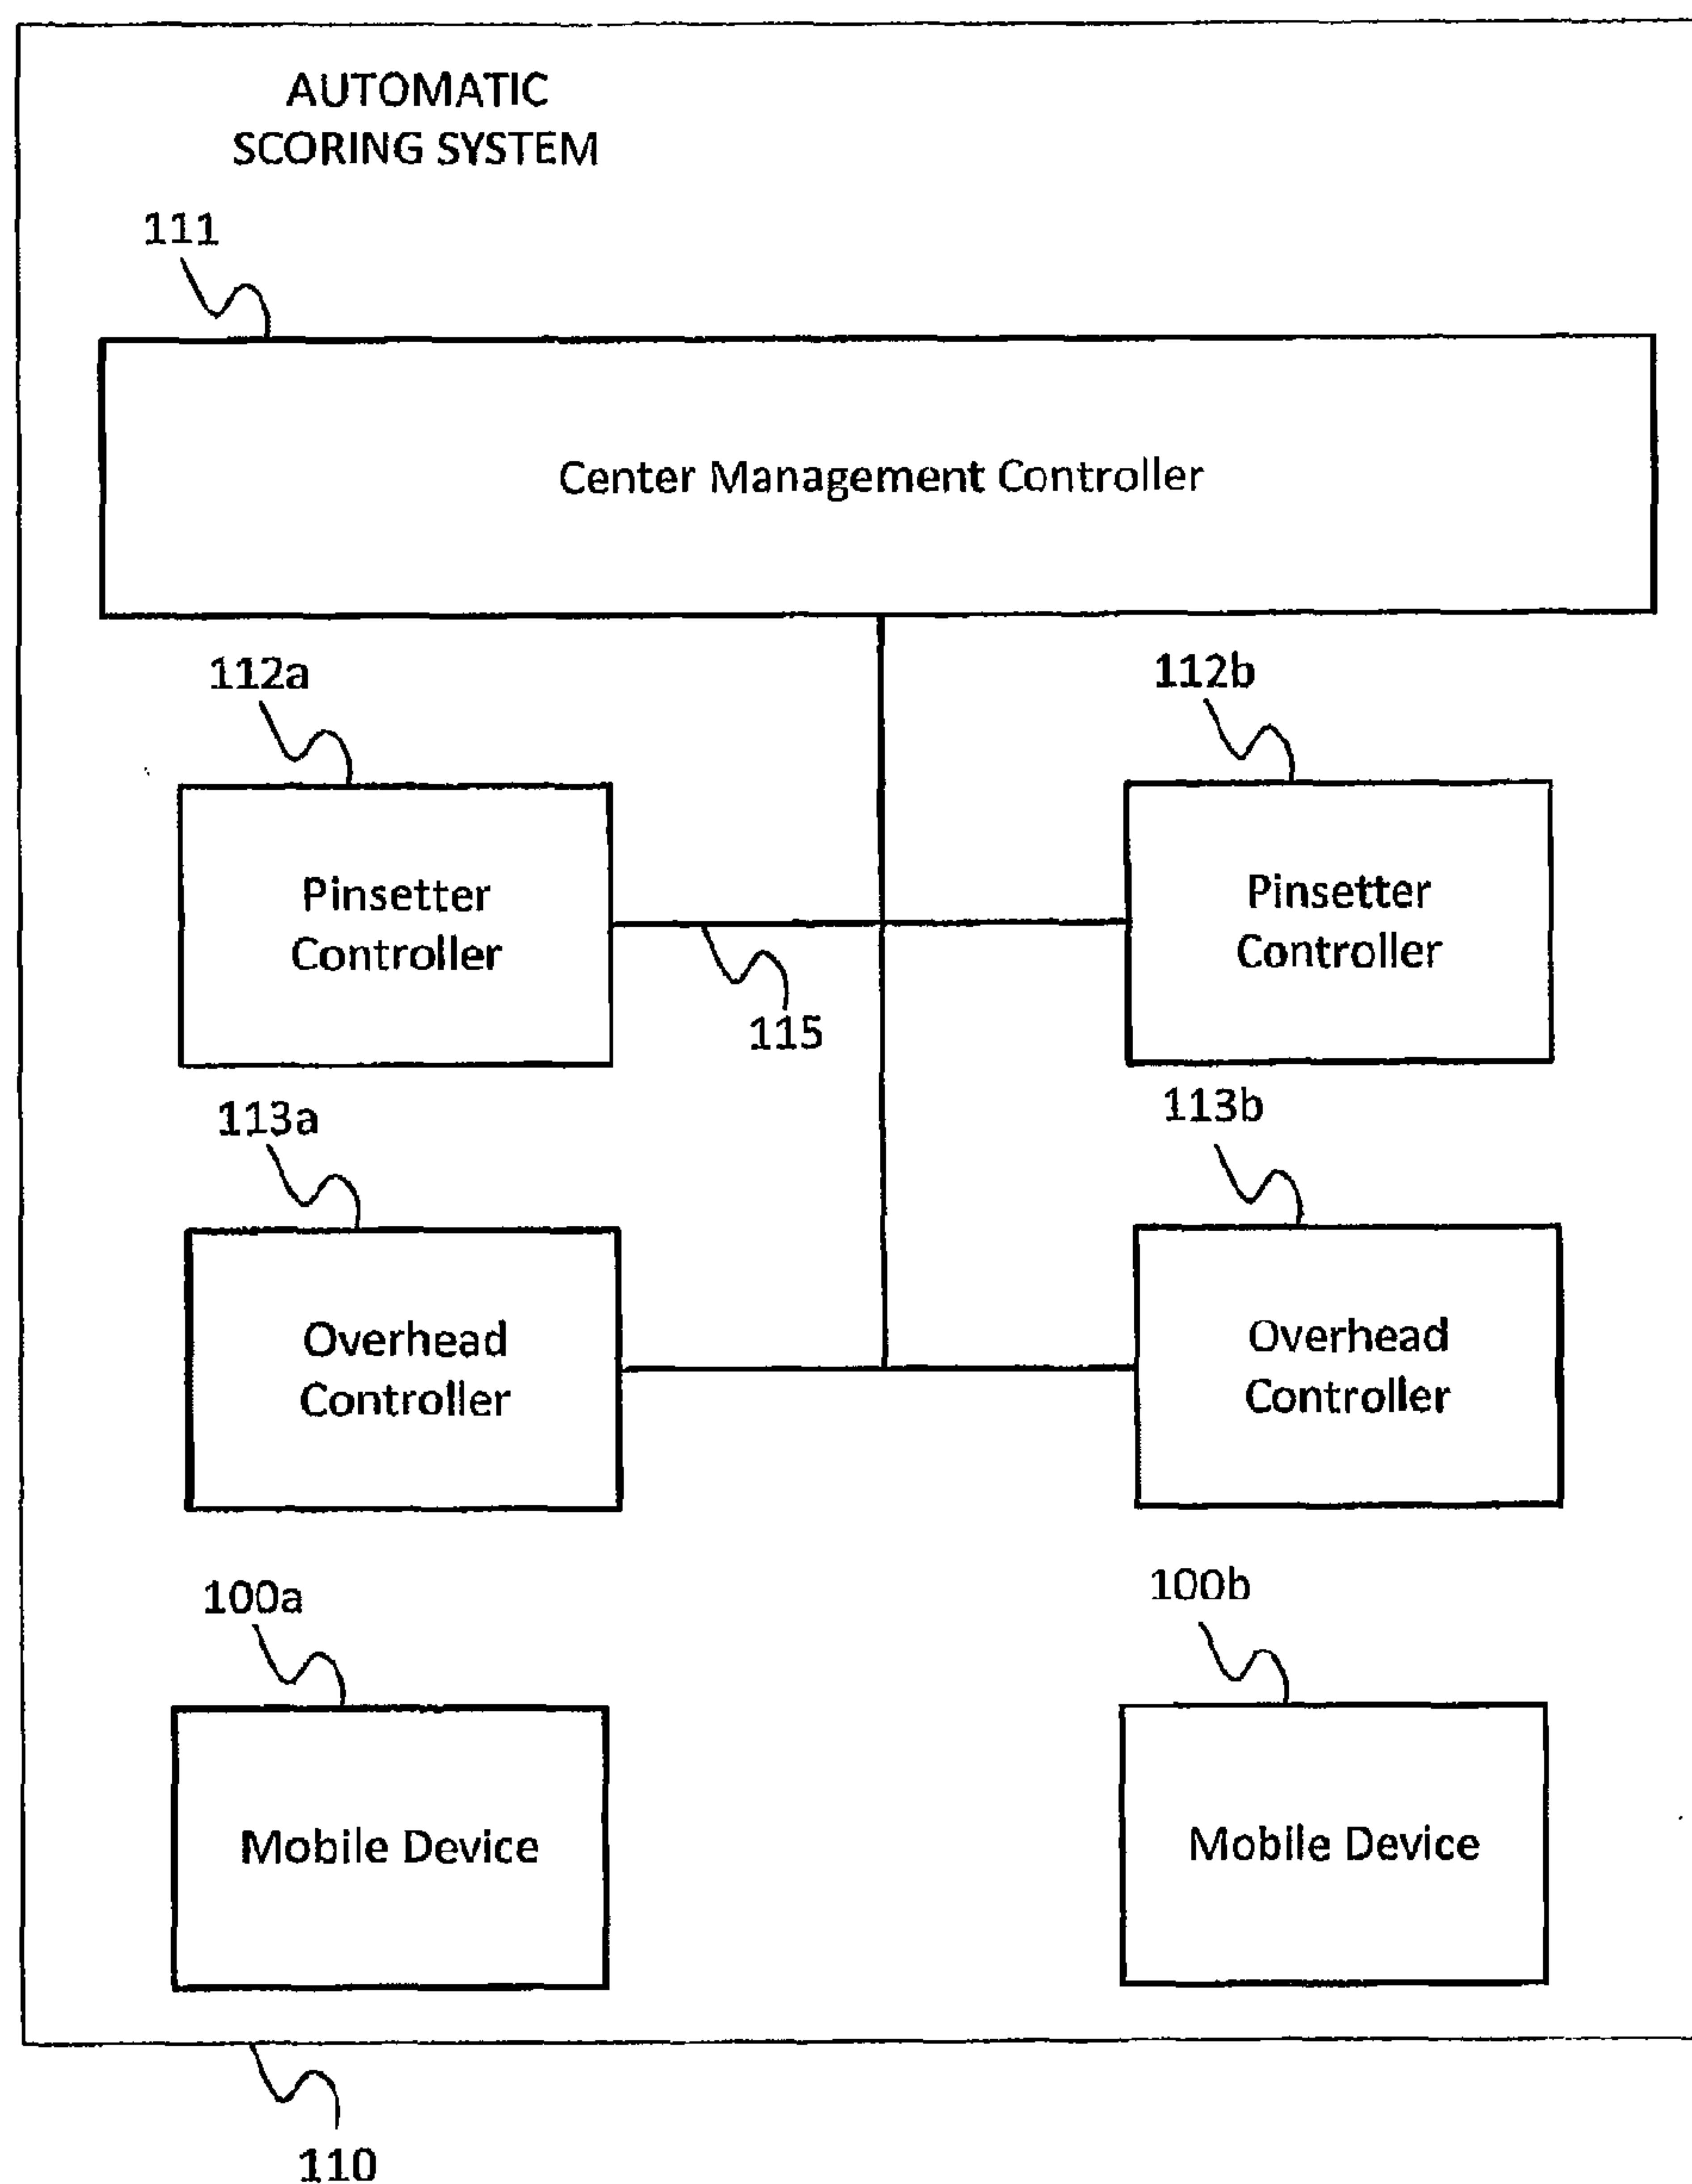 AUTOMATIC
SCORING SYSTEM
111
Center Management Controller
112a
112b
Pinsetter
Controller
Pinsetter
Controller
115
113a
113b
Overhead
Controller
Overhead
Controller
100a
100b
Mobile Device
Mobile Device
110